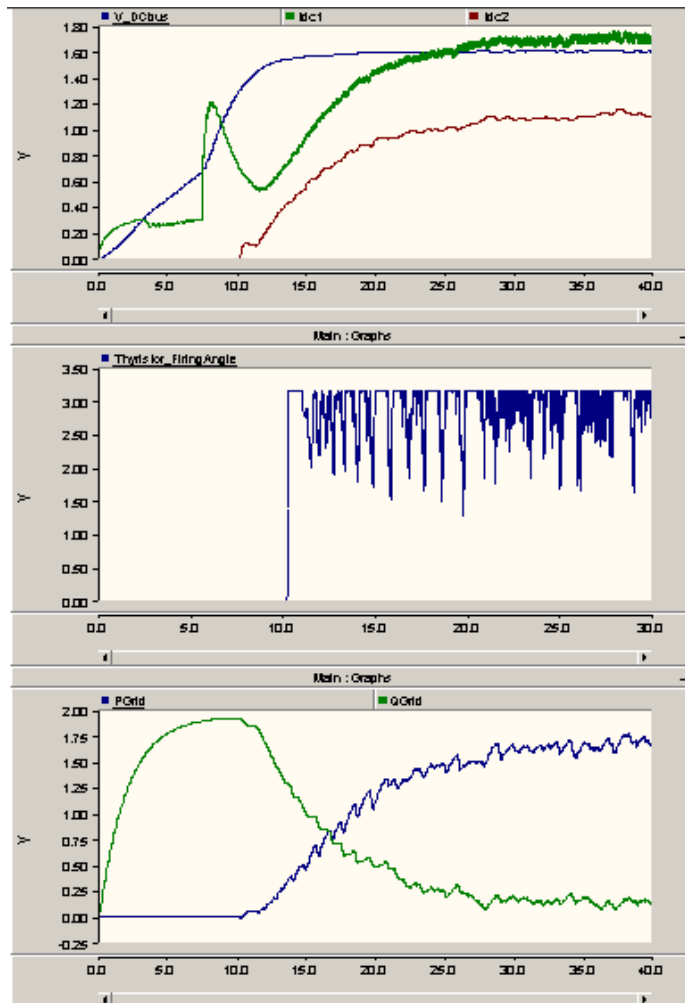 V_DCbus Idc1 Idc2
1.80
1.60
1.40
1.20
1.00
0.80
0.60
0.40
0.20
0.00
V
0.0 5.0 10.0 15.0 20.0 25.0 30.0 35.0 40.0
Main : Graphs
Thyristor_FiringAngle
3.50
3.00
2.50
2.00
1.50
1.00
0.50
0.00
V
0.0 5.0 10.0 15.0 20.0 25.0 30.0
Main : Graphs
PGrid QGrid
2.00
1.75
1.50
1.25
1.00
0.75
0.50
0.25
0.00
-0.25
V
0.0 5.0 10.0 15.0 20.0 25.0 30.0 35.0 40.0